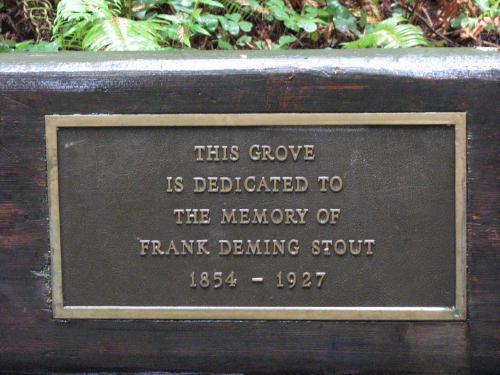 THIS GROVE
IS DEDICATED TO
THE MEMORY OF
FRANK DEMING STOUT
1854 - 1927